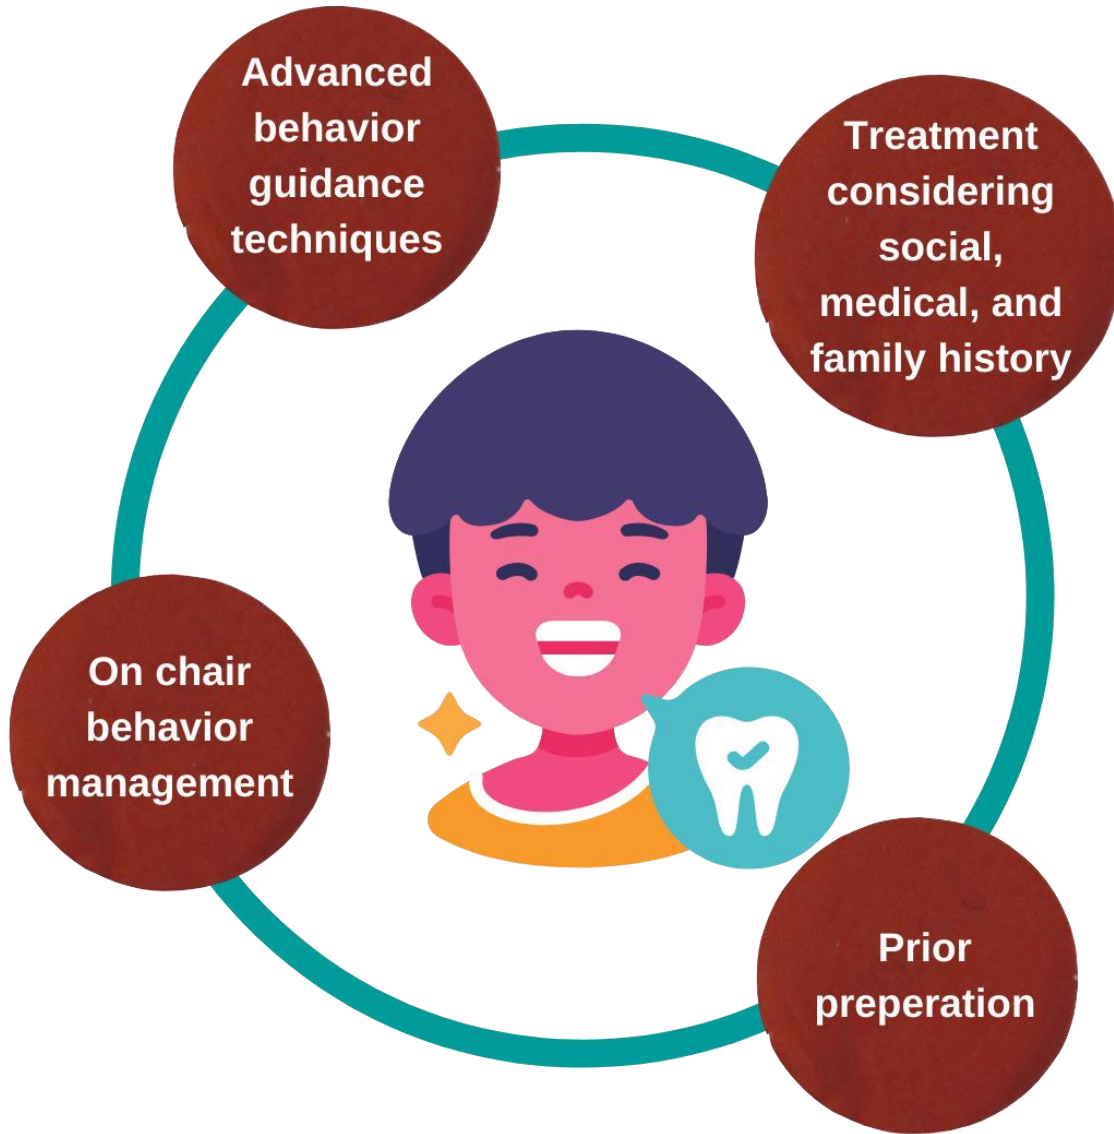 Advanced
behavior
guidance
techniques
Treatment
considering
social,
medical, and
family history
On chair
behavior
management
Prior
preperation